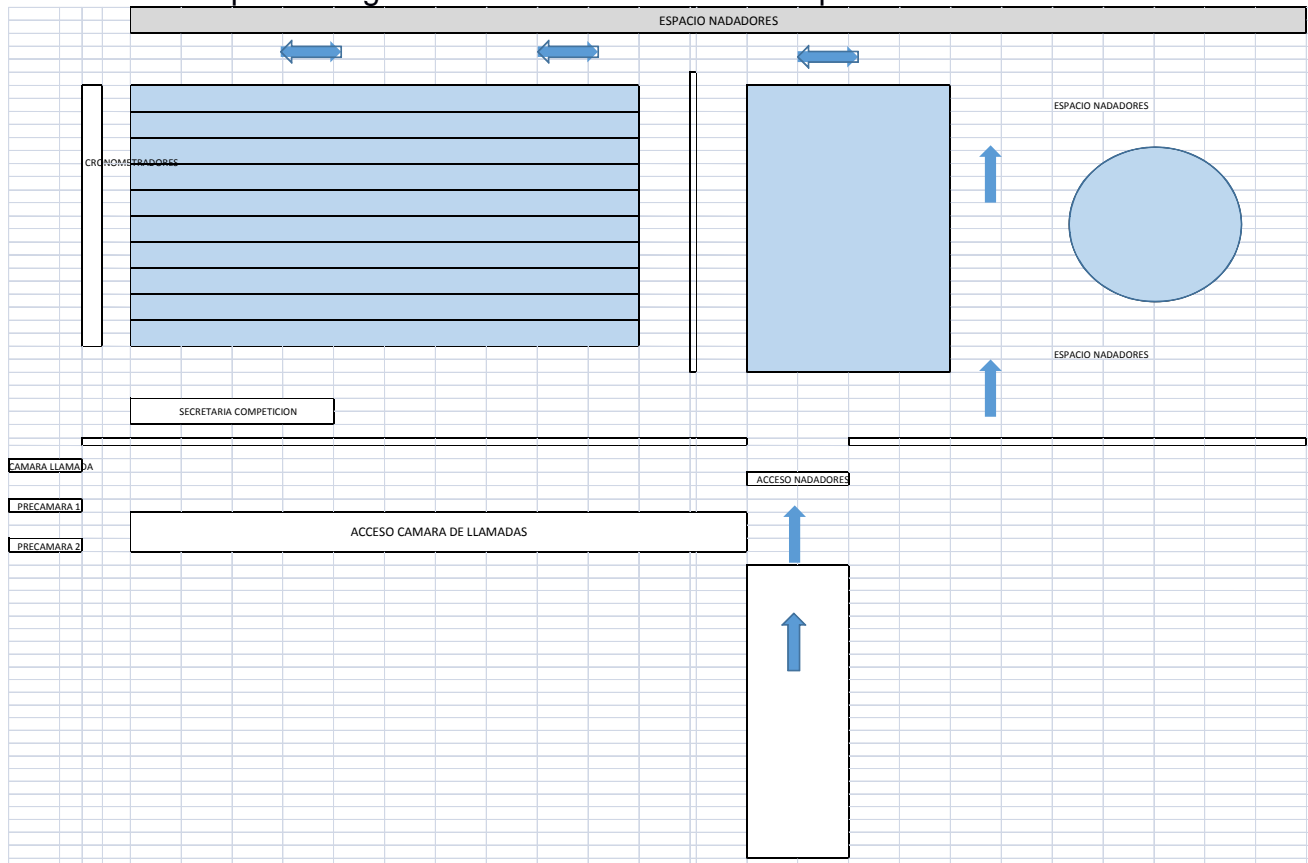 ESPACIO NADADORES
ESPACIO NADADORES
CRONOMETRADORES
ESPACIO NADADORES
SECRETARIA COMPETICION
CAMARA LLAMADA
ACCESO NADADORES
PRECAMARA 1
ACCESO CAMARA DE LLAMADAS
PRECAMARA 2